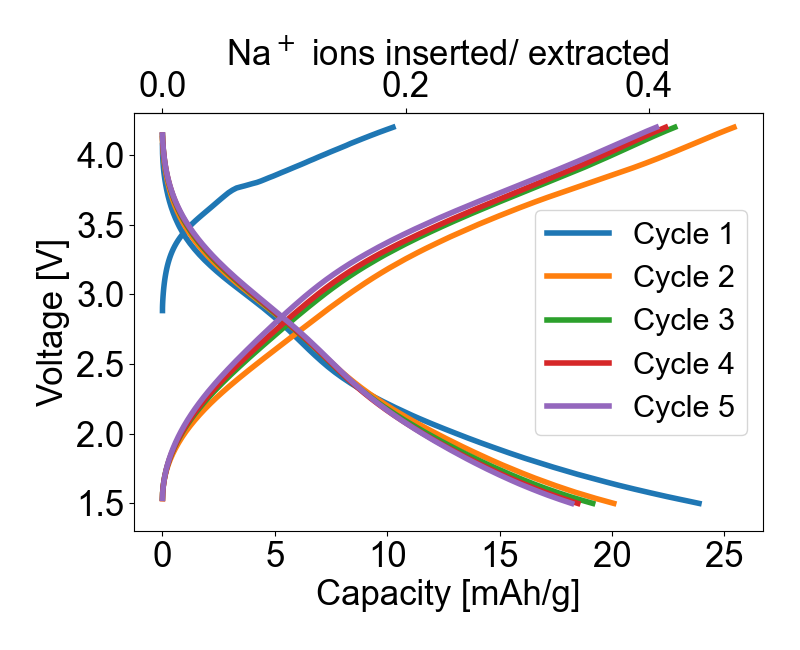 Na+ ions inserted/ extracted
0.0 0.2 0.4
4.0
3.5
3.0
2.5
2.0
1.5
Voltage [V]
Cycle 1
Cycle 2
Cycle 3
Cycle 4
Cycle 5
0 5 10 15 20 25
Capacity [mAh/g]